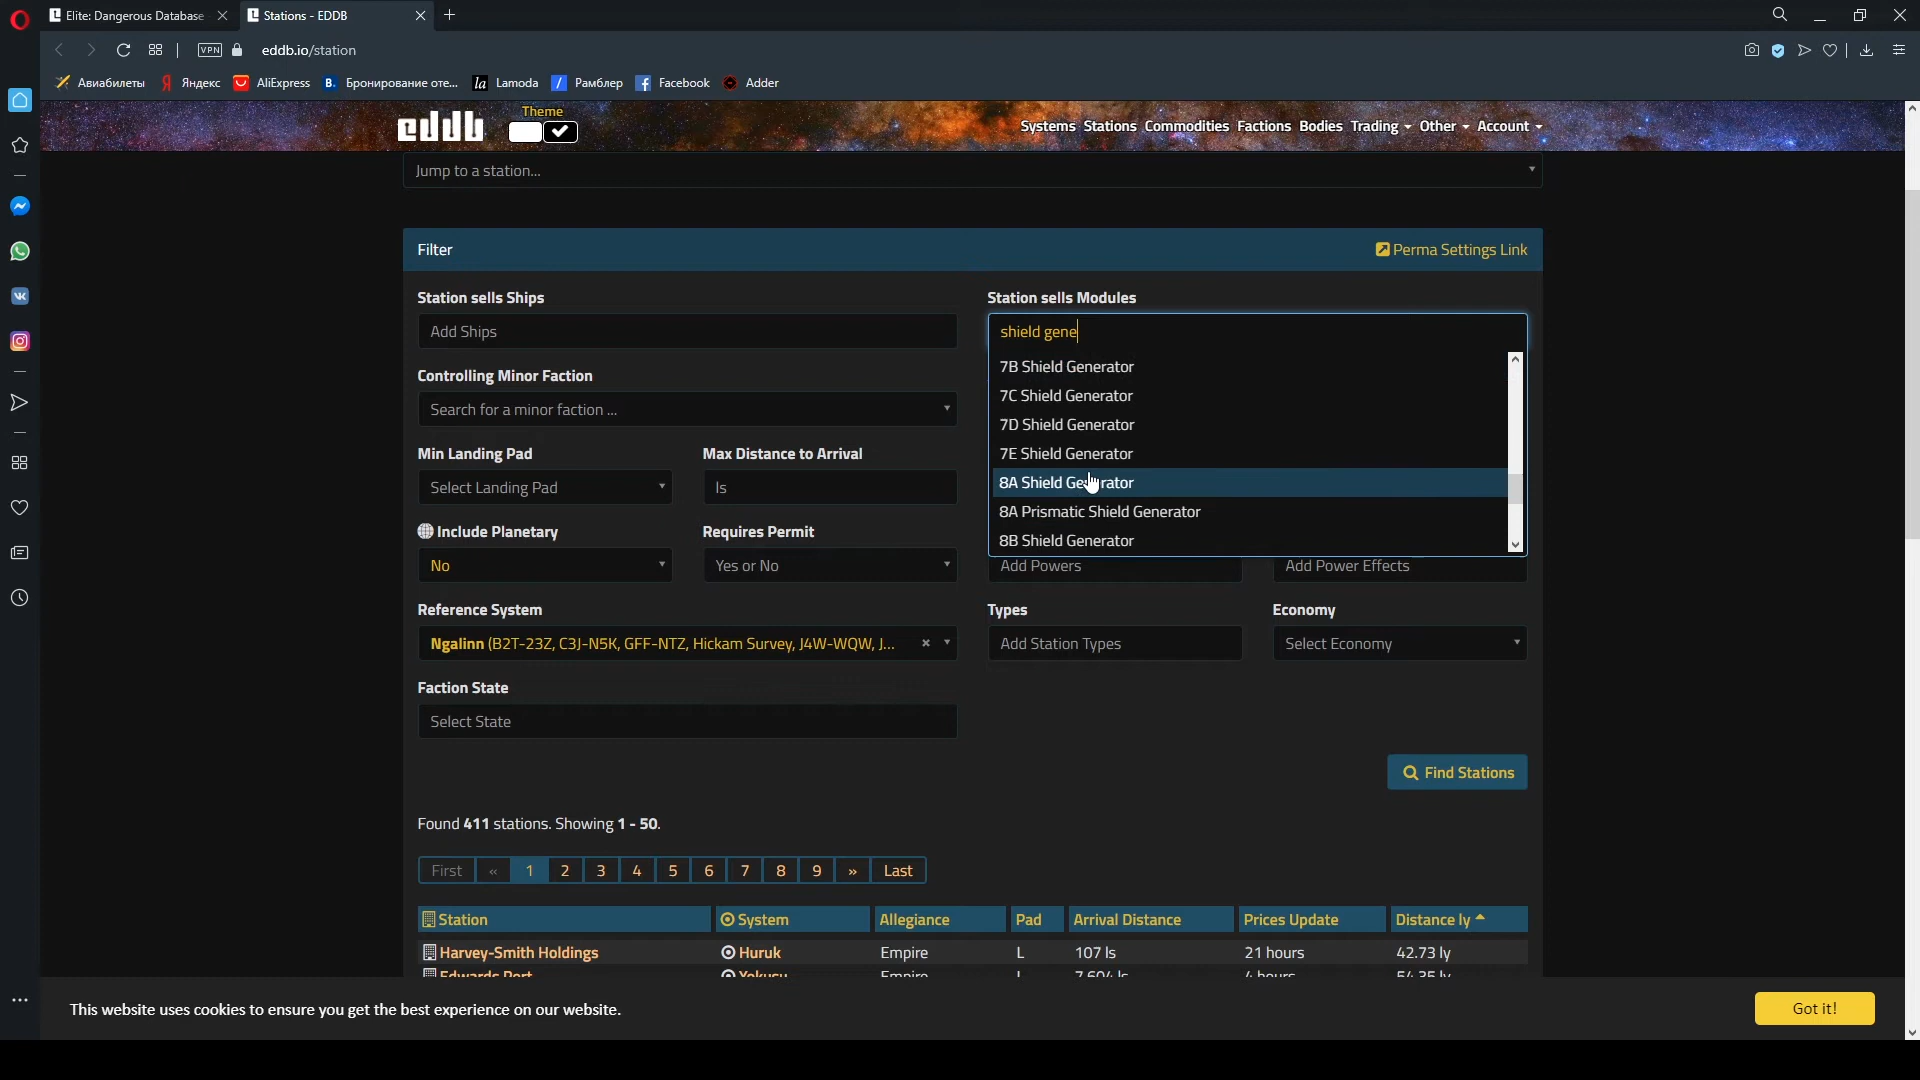 Elite: Dangerous Database
Stations - EDDB
VPN
eddb.io/station
Авиабилеты
Яндекс
AliExpress
B. Бронирование оте...
la Lamoda
Рамблер
Facebook
Adder
eddb
Theme
Systems Stations Commodities Factions Bodies Trading Other Account
Jump to a station...
Filter
Perma Settings Link
Station sells Ships
Station sells Modules
Add Ships
shield gene
7B Shield Generator
7C Shield Generator
7D Shield Generator
7E Shield Generator
8A Shield Ge rator
8A Prismatic Shield Generator
8B Shield Generator
Controlling Minor Faction
Search for a minor faction ...
Min Landing Pad
Max Distance to Arrival
Select Landing Pad
ls
Include Planetary
Requires Permit
No
Yes or No
Add Powers
Add Power Effects
Reference System
Types
Economy
Ngalinn (B2T-23Z, C3J-N5K, GFF-NTZ, Hickam Survey, J4W-WQW, J...
Add Station Types
Select Economy
Faction State
Select State
Find Stations
Found 411 stations. Showing 1 - 50.
First « 1 2 3 4 5 6 7 8 9 » Last
Station System Allegiance Pad Arrival Distance Prices Update Distance ly
Harvey-Smith Holdings Huruk Empire L 107 ls 21 hours 42.73 ly
This website uses cookies to ensure you get the best experience on our website.
Got it!